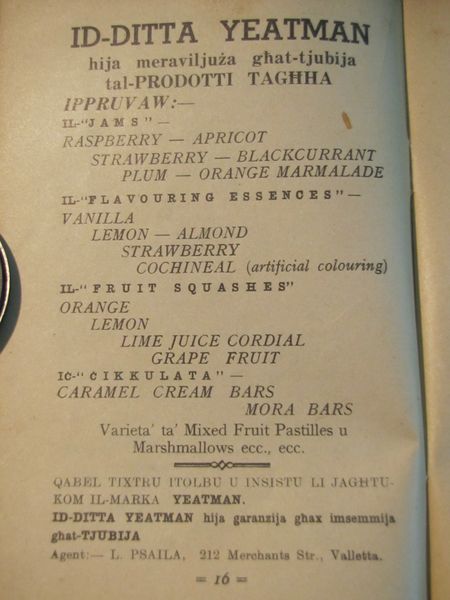 ID-DITTA YEATMAN
hija meraviljuża għat-tjubija
tal-PRODOTTI TAGĦHA
IPPRUVAW:—
IL-"JAMS"—
RASPBERRY — APRICOT
STRAWBERRY — BLACKCURRANT
PLUM — ORANGE MARMALADE
IL-"FLAVOURING ESSENCES"—
VANILLA
LEMON — ALMOND
STRAWBERRY
COCHINEAL (artificial colouring)
IL-"FRUIT SQUASHES"
ORANGE
LEMON
LIME JUICE CORDIAL
GRAPE FRUIT
IĊ-"ĊIKKULATA"—
CARAMEL CREAM BARS
MORA BARS
Varieta' ta' Mixed Fruit Pastilles u
Marshmallows ecc., ecc.
QABEL TIXTRU ITOLBU U INSISTU LI JAGĦTU-
KOM IL-MARKA YEATMAN.
ID-DITTA YEATMAN hija garanzija għax imsemmija
għat-TJUBIJA
Agent:— L. PSAILA, 212 Merchants Str., Valletta.
= 16 =